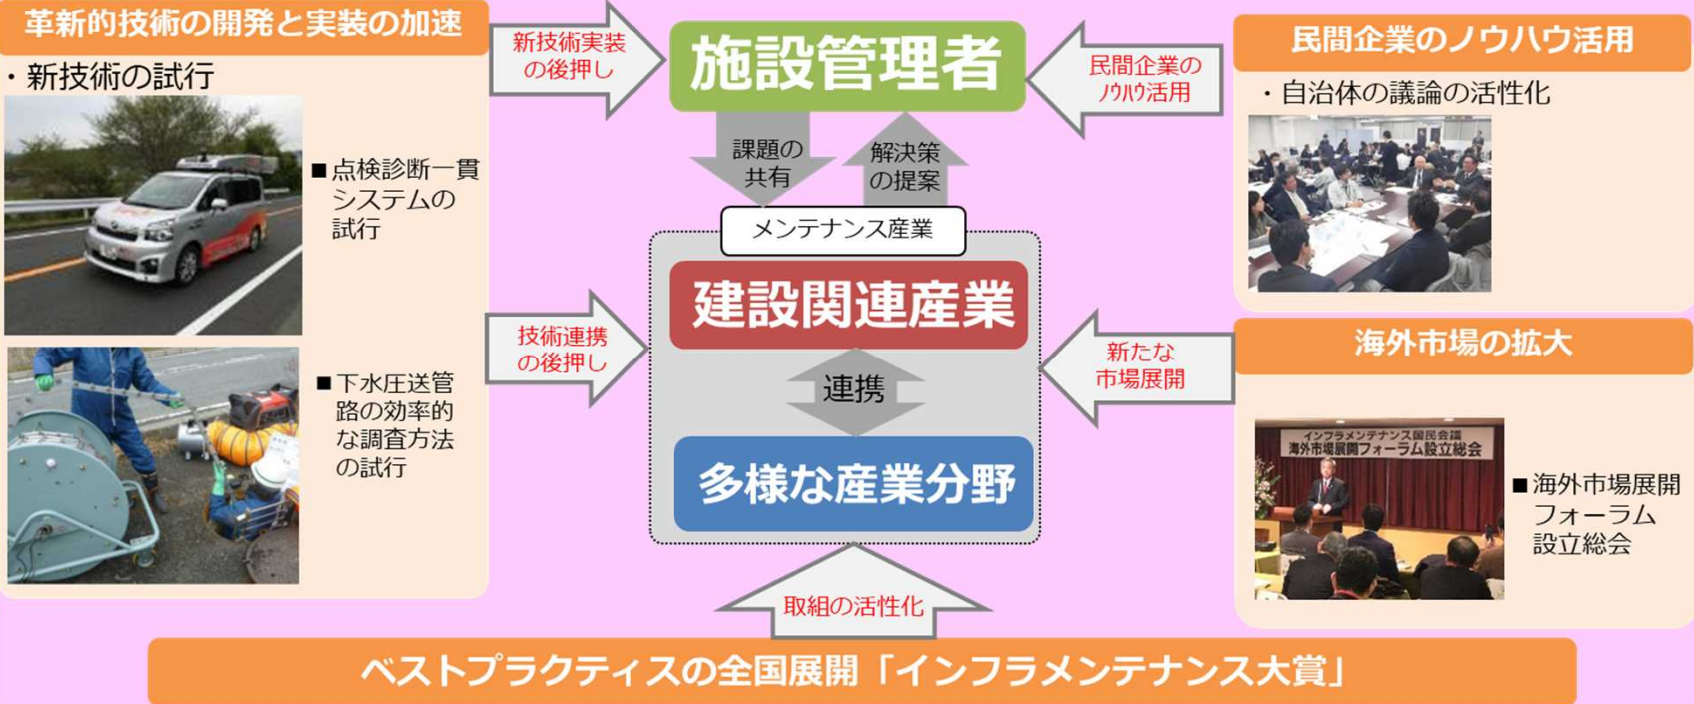 革新的技術の開発と実装の加速
・新技術の試行
■点検診断一貫
システムの
試行
■下水圧送管
路の効率的
な調査方法
の試行
新技術実装
の後押し
技術連携
の後押し
施設管理者
課題の
共有
解決策
の提案
メンテナンス産業
建設関連産業
連携
多様な産業分野
取組の活性化
民間企業の
ﾉｳﾊｳ活用
新たな
市場展開
民間企業のノウハウ活用
・自治体の議論の活性化
海外市場の拡大
インフラメンテナンス国民会議
海外市場展開フォーラム設立総会
■海外市場展開
フォーラム
設立総会
ベストプラクティスの全国展開「インフラメンテナンス大賞」